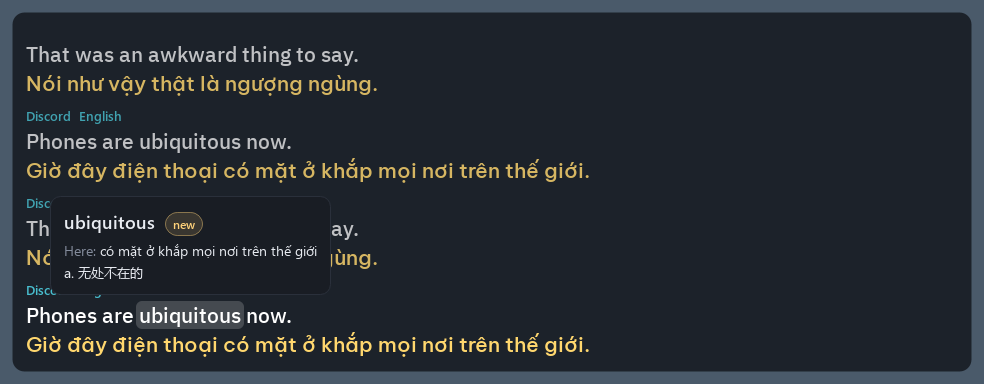 That was an awkward thing to say.
Nói như vậy thật là ngượng ngùng.
Discord English
Phones are ubiquitous now.
Giờ đây điện thoại có mặt ở khắp mọi nơi trên thế giới.
ubiquitous new
Here: có mặt ở khắp mọi nơi trên thế giới
a. 无处不在的
Phones are ubiquitous now.
Giờ đây điện thoại có mặt ở khắp mọi nơi trên thế giới.